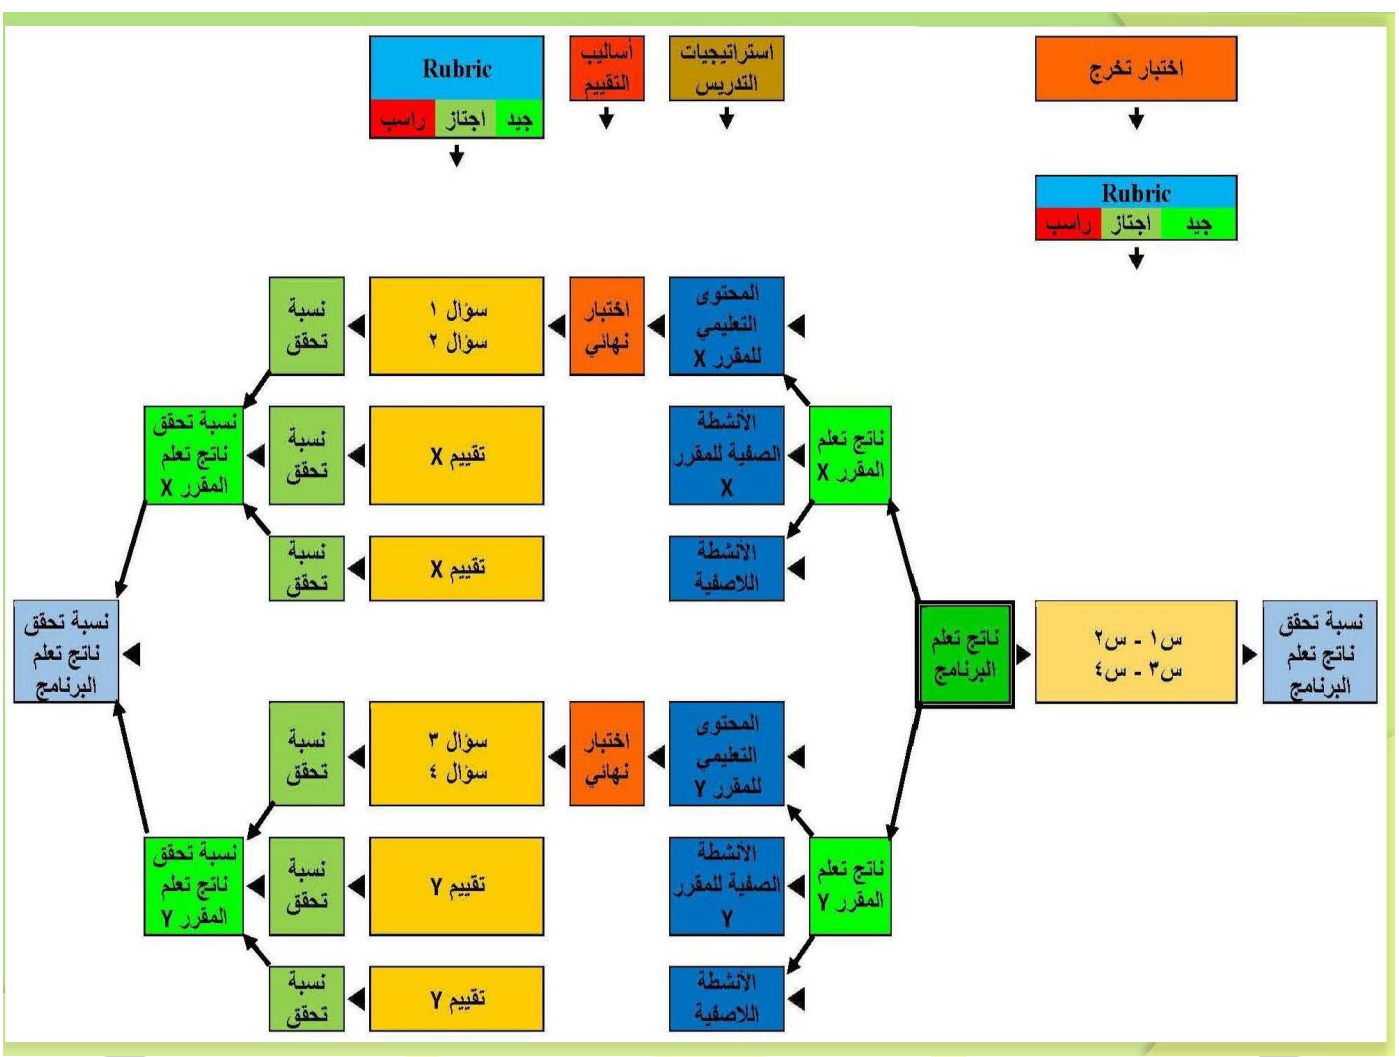 اختبار تخرج
استراتيجيات
التدريس
أساليب
التقييم
Rubric
جيد
اجتاز
راسب
Rubric
جيد
اجتاز
راسب
المحتوى
التعليمي
للمقرر X
اختبار
نهائي
سؤال ١
سؤال ٢
نسبة
تحقق
ناتج تعلم
المقرر X
الأنشطة
الصفية للمقرر
X
تقييم X
نسبة
تحقق
نسبة تحقق
ناتج تعلم
المقرر X
الأنشطة
اللاصفية
تقييم X
نسبة
تحقق
نسبة تحقق
ناتج تعلم
البرنامج
س١ - س٢
س٣ - س٤
ناتج تعلم
البرنامج
نسبة تحقق
ناتج تعلم
البرنامج
المحتوى
التعليمي
للمقرر Y
اختبار
نهائي
سؤال ٣
سؤال ٤
نسبة
تحقق
ناتج تعلم
المقرر Y
الأنشطة
الصفية للمقرر
Y
تقييم Y
نسبة
تحقق
نسبة تحقق
ناتج تعلم
المقرر Y
الأنشطة
اللاصفية
تقييم Y
نسبة
تحقق